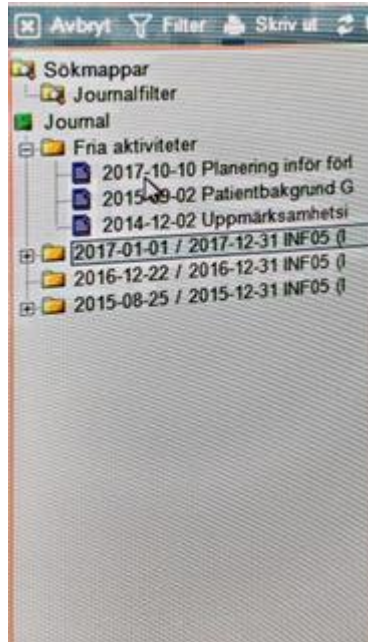 Avbryt Filter Skriv ut
Sökmappar
Journalfilter
Journal
Fria aktiviteter
2017-10-10 Planering inför förl
2015-09-02 Patientbakgrund G
2014-12-02 Uppmärksamhetsi
2017-01-01 / 2017-12-31 INF05 (I
2016-12-22 / 2016-12-31 INF05 (I
2015-08-25 / 2015-12-31 INF05 (I